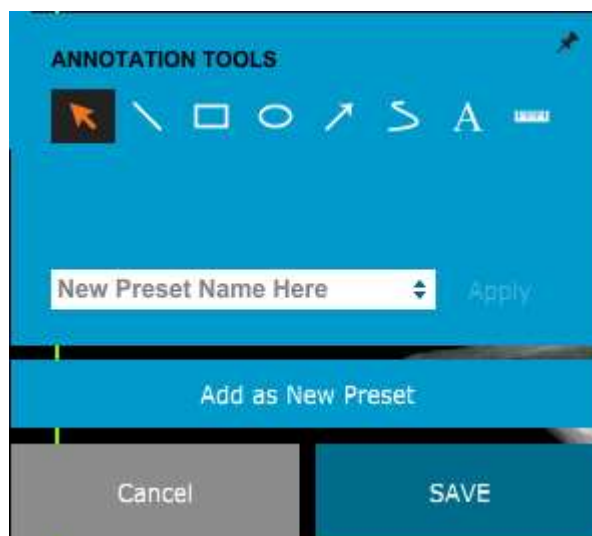 ANNOTATION TOOLS
A
New Preset Name Here
Apply
Add as New Preset
Cancel
SAVE